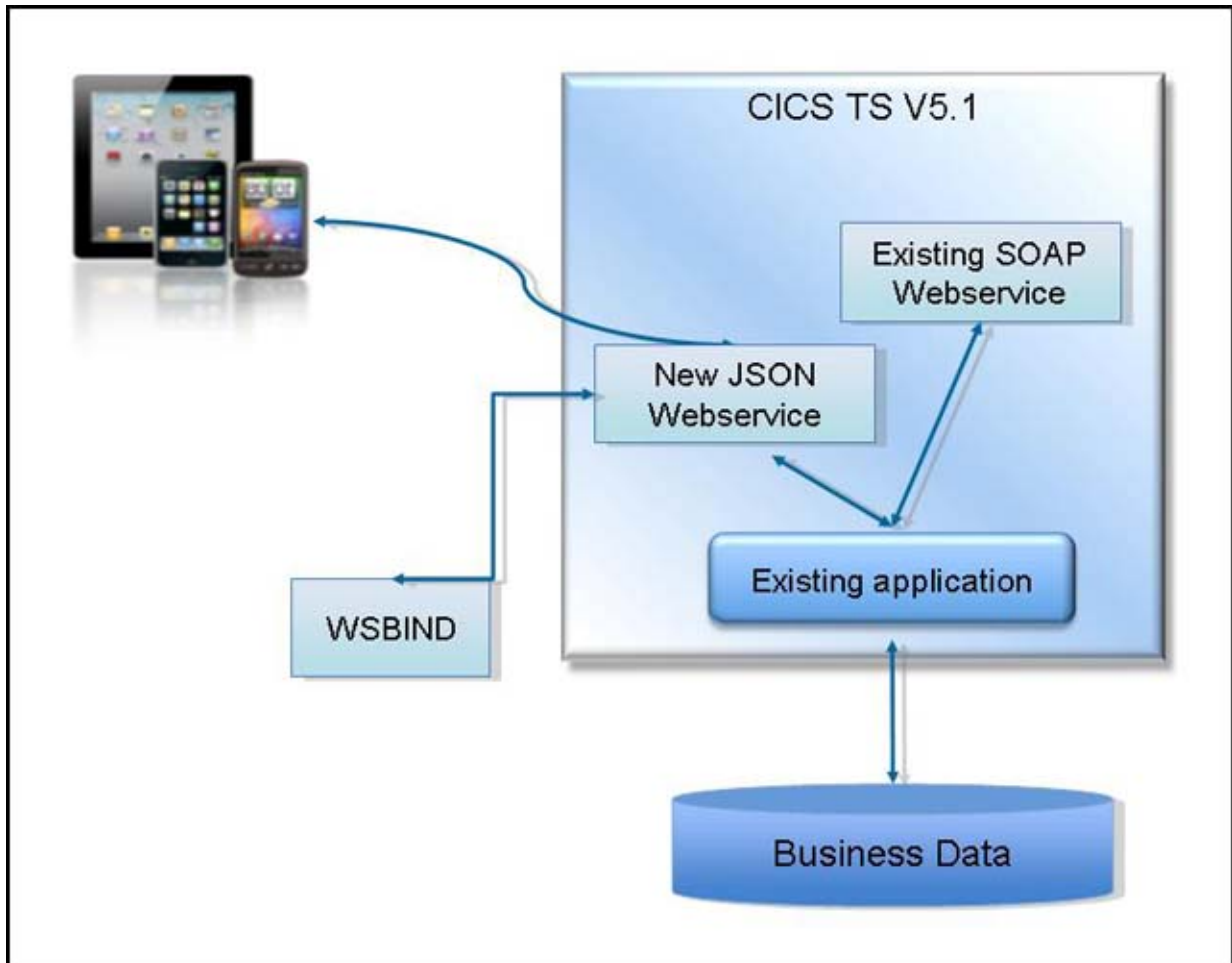 CICS TS V5.1
Existing SOAP
Webservice
New JSON
Webservice
Existing application
WSBIND
Business Data